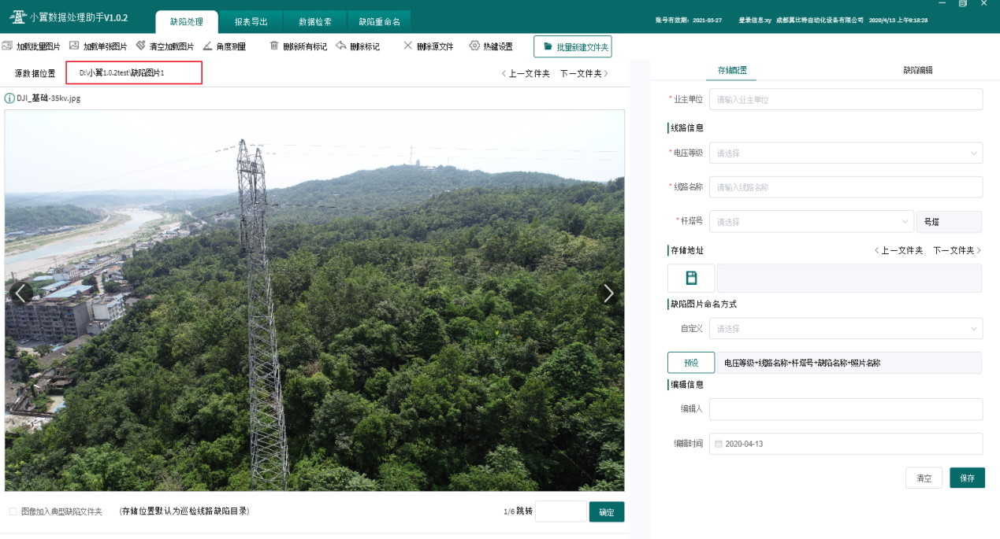 小翼数据处理助手V1.0.2
缺陷处理 报表导出 数据检索 缺陷重命名
账号有效期：2021-03-27 登录信息:xy 成都翼比特自动化设备有限公司 2020/4/13 上午9:18:28
加载批量图片 加载单张图片 清空加载图片 角度测量 删除所有标记 删除标记 删除源文件 热键设置 批量新建文件夹
源数据位置 D:\小翼1.0.2test\缺陷图片1 <上一文件夹 下一文件夹>
DJI_基础-35kv.jpg
图像加入典型缺陷文件夹 (存储位置默认为巡检线路缺陷目录)
1/6 跳转 确定
存储配置 缺陷编辑
*业主单位 请输入业主单位
线路信息
*电压等级 请选择
*线路名称 请输入线路名称
*杆塔号 请选择 号塔
存储地址 <上一文件夹 下一文件夹>
缺陷图片命名方式
自定义 请选择
预设 电压等级+线路名称+杆塔号+缺陷名称+照片名称
编辑信息
编辑人
编辑时间 2020-04-13
清空 保存